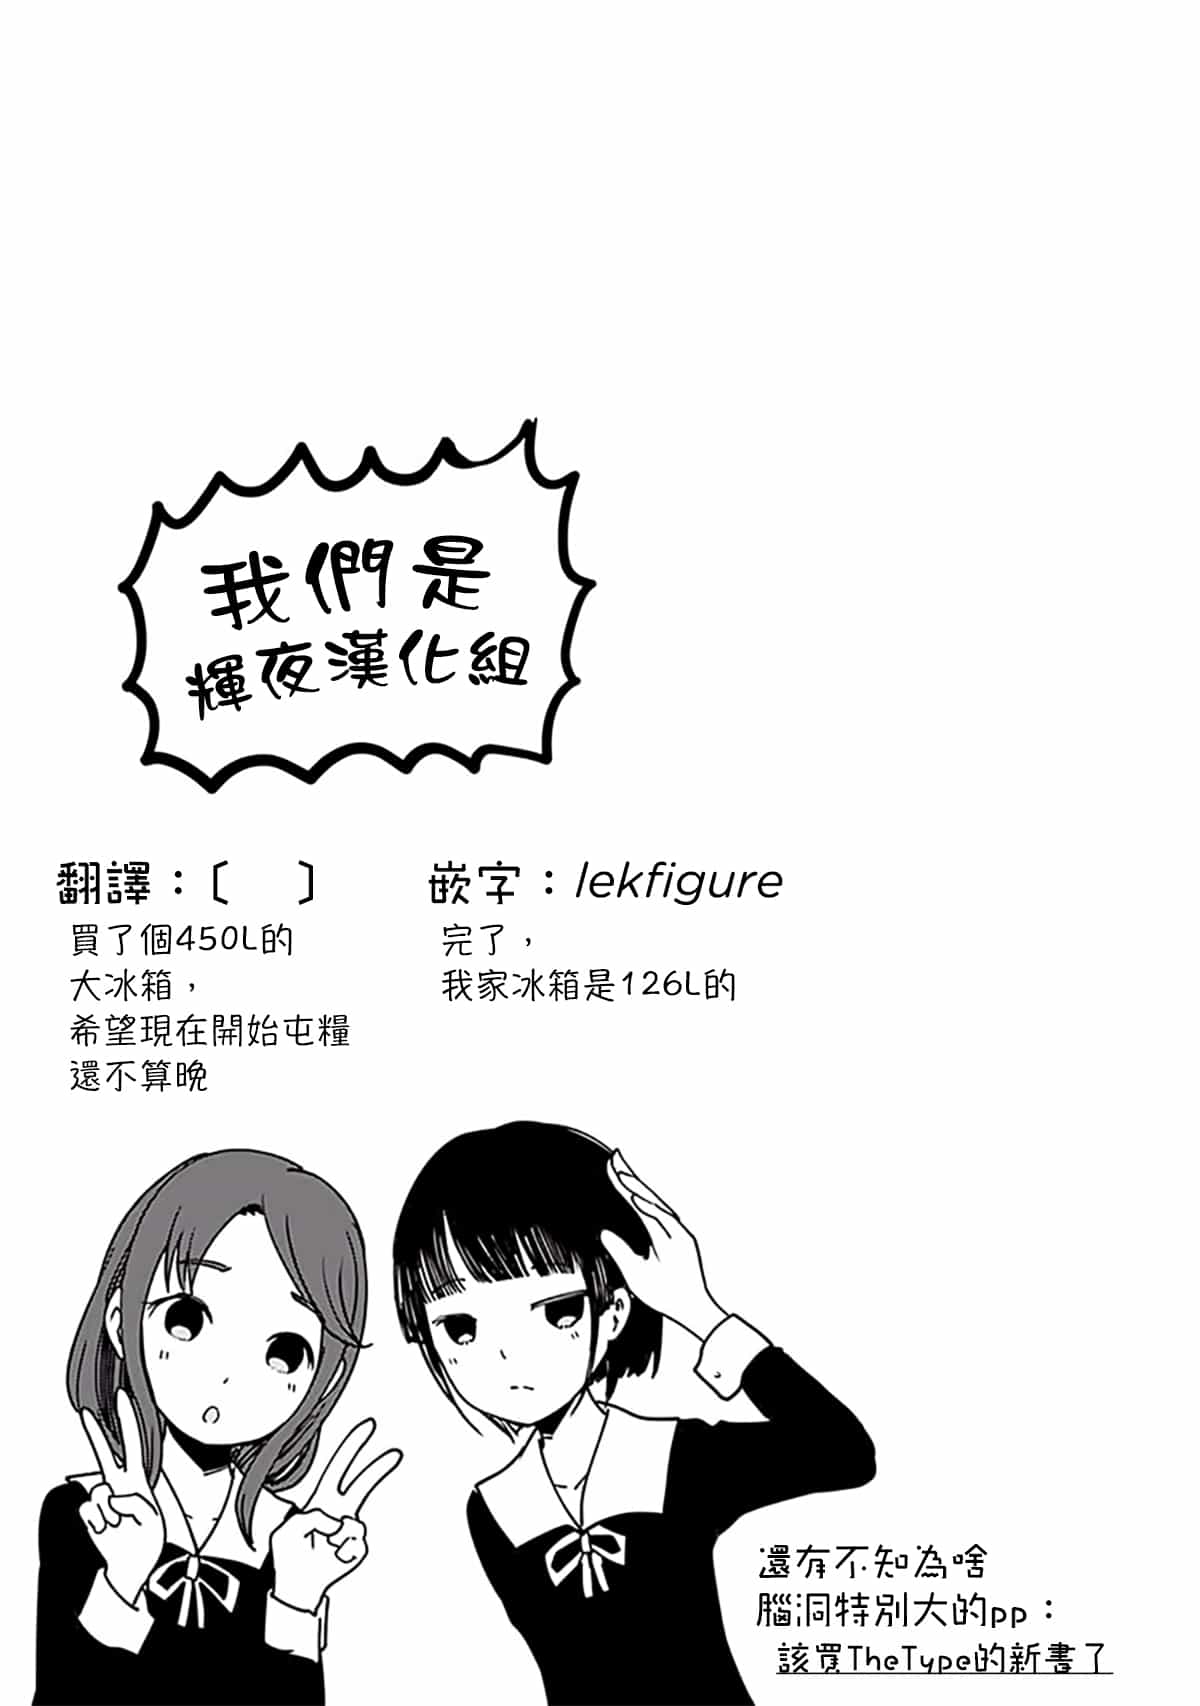 我們是
輝夜漢化組
翻譯：〔　〕
買了個450L的
大冰箱，
希望現在開始屯糧
還不算晚
嵌字：lekfigure
完了，
我家冰箱是126L的
還有不知為啥
腦洞特別大的pp：
該買TheType的新書了